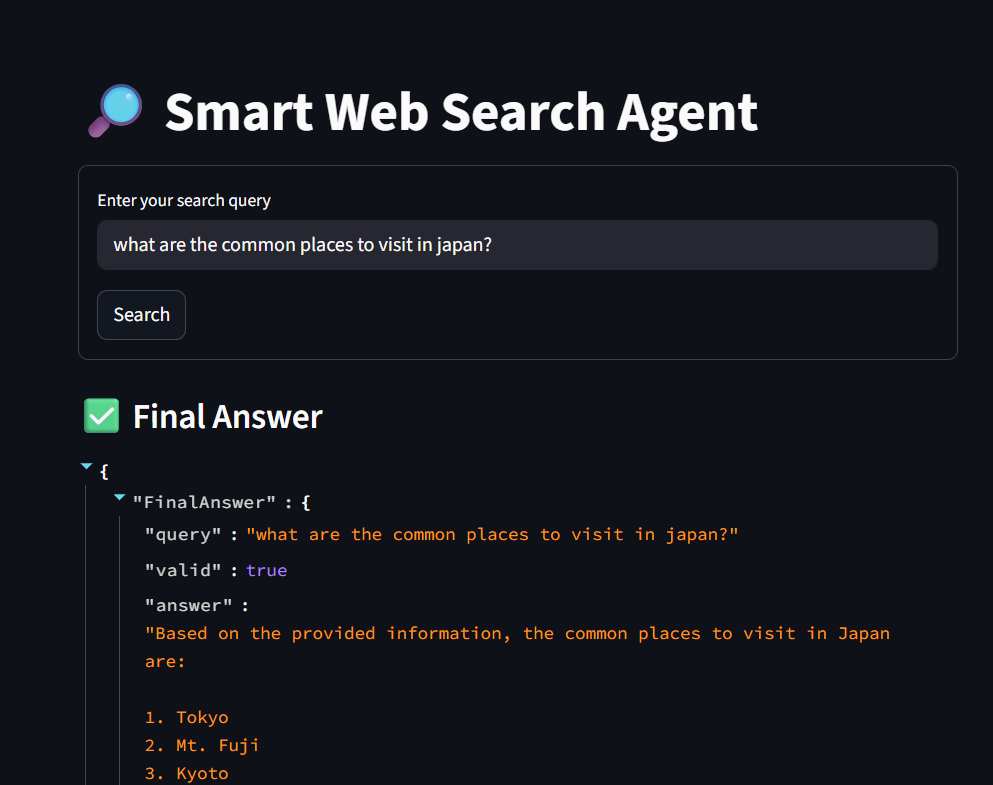 Smart Web Search Agent
Enter your search query
what are the common places to visit in japan?
Search
Final Answer
{
"FinalAnswer" : {
"query" : "what are the common places to visit in japan?"
"valid" : true
"answer" :
"Based on the provided information, the common places to visit in Japan
are:
1. Tokyo
2. Mt. Fuji
3. Kyoto